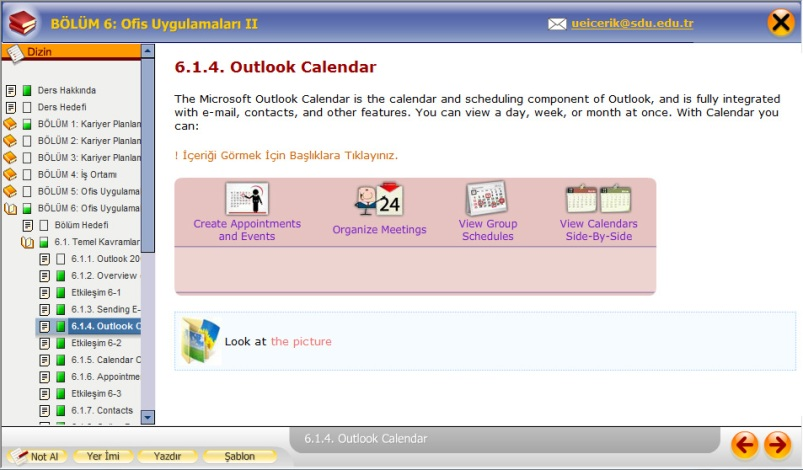 BÖLÜM 6: Ofis Uygulamaları II
ueicerik@sdu.edu.tr
Dizin
Ders Hakkında
Ders Hedefi
BÖLÜM 1: Kariyer Planlan
BÖLÜM 2: Kariyer Planlan
BÖLÜM 3: Kariyer Planlan
BÖLÜM 4: İş Ortamı
BÖLÜM 5: Ofis Uygulama
BÖLÜM 6: Ofis Uygulama
Bölüm Hedefi
6.1. Temel Kavramlar
6.1.1. Outlook 20
6.1.2. Overview
Etkileşim 6-1
6.1.3. Sending E-
6.1.4. Outlook C
Etkileşim 6-2
6.1.5. Calendar C
6.1.6. Appointme
Etkileşim 6-3
6.1.7. Contacts
6.1.4. Outlook Calendar
The Microsoft Outlook Calendar is the calendar and scheduling component of Outlook, and is fully integrated
with e-mail, contacts, and other features. You can view a day, week, or month at once. With Calendar you
can:
! İçeriği Görmek İçin Başlıklara Tıklayınız.
Create Appointments
and Events
24
Organize Meetings
View Group
Schedules
View Calendars
Side-By-Side
Look at the picture
Not Al
Yer İmi
Yazdır
Şablon
6.1.4. Outlook Calendar